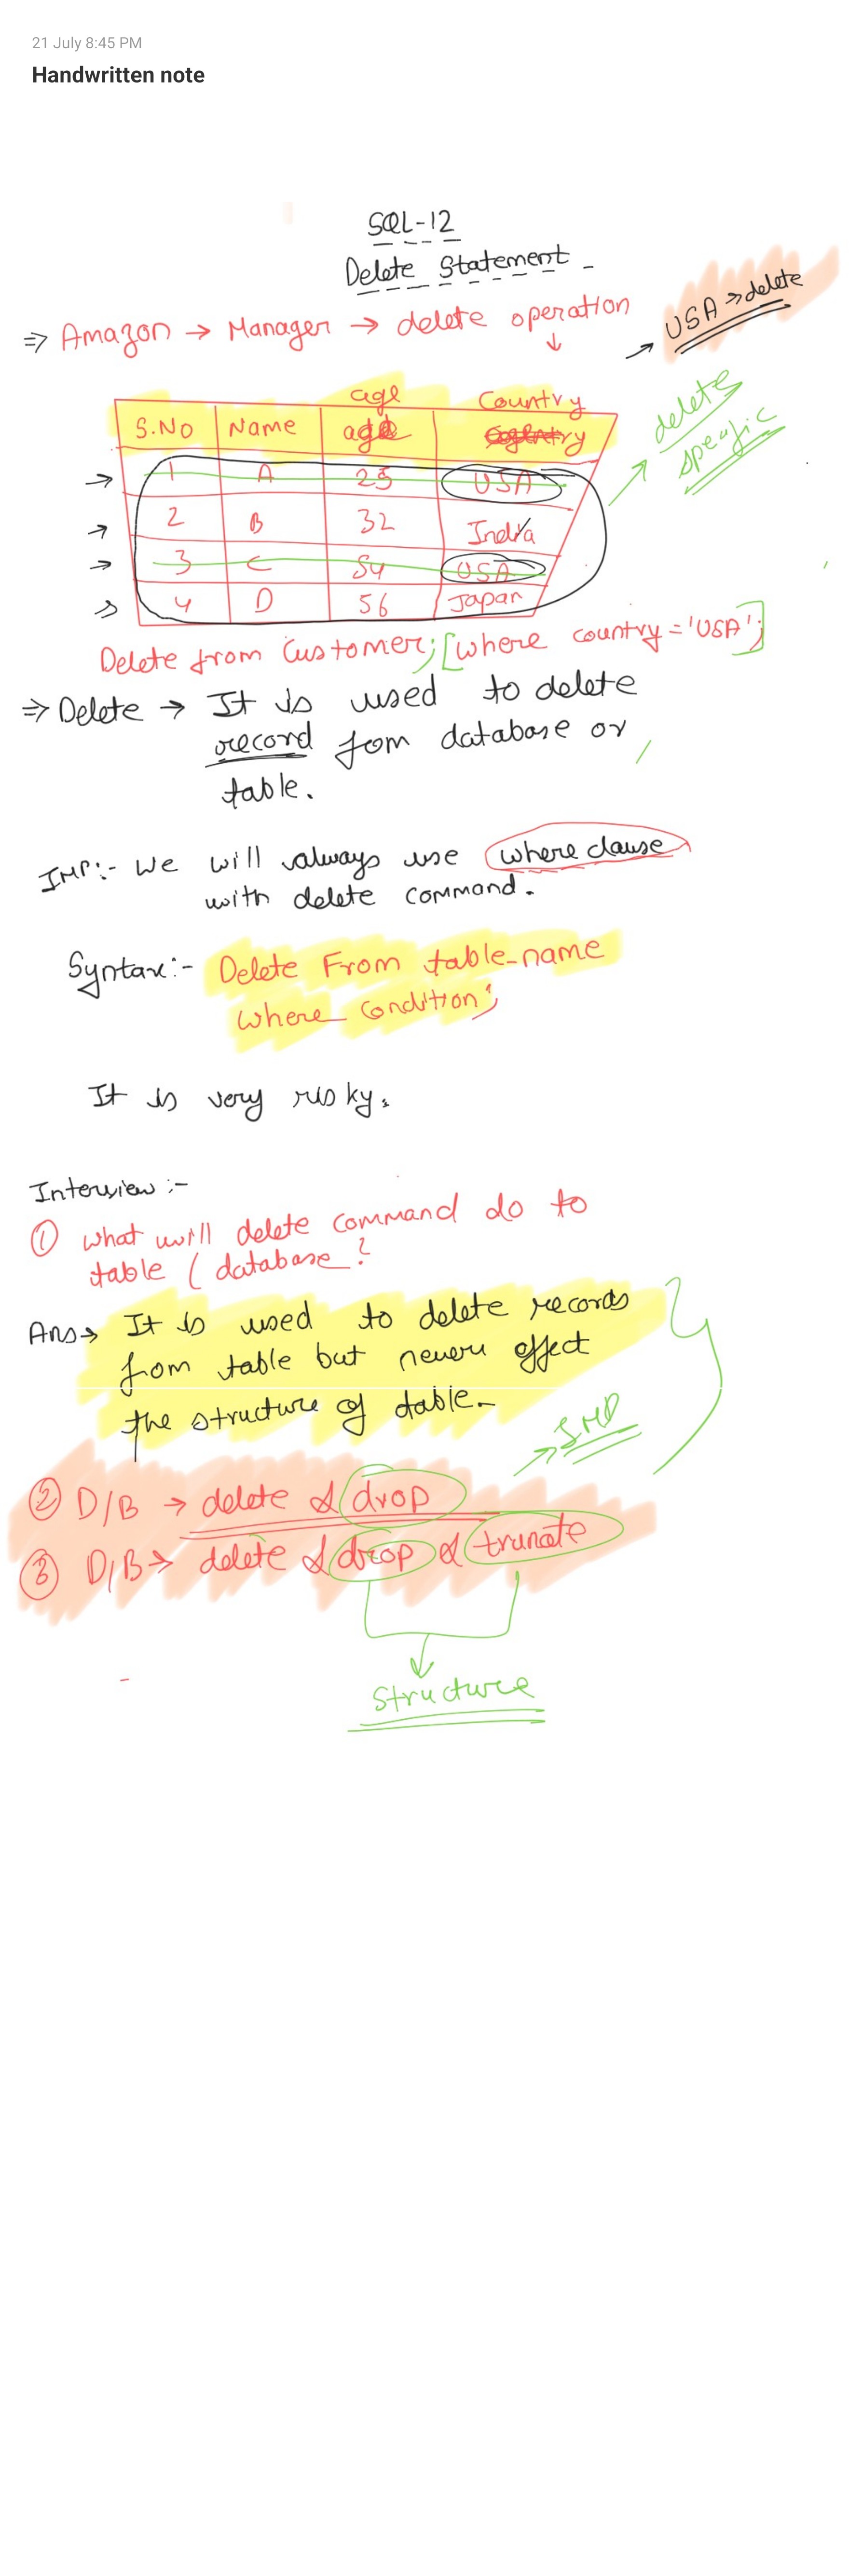 21 July 8:45 PM
Handwritten note
SQL-12
Delete Statement
⇒ Amazon → Manager → delete operation
→ USA → delete
delete
spesific
age Country
S.NO Name age
1 A 25 USA
2 B 32 India
3 C 54 USA
4 D 56 Japan
Delete from Customer; [where country = 'USA';]
⇒ Delete → It is used to delete
record fom database or
table.
IMP:- We will always use where clause
with delete command.
Syntax:- Delete From table_name
Where Condition;
It is very risky.
Interview :-
① What will delete command do to
table ( database ?
Ans → It is used to delete records
from table but never effect
the structure of table.
→ IMP
② D/B → delete & drop
③ D/B → delete & drop & trunate
Structure